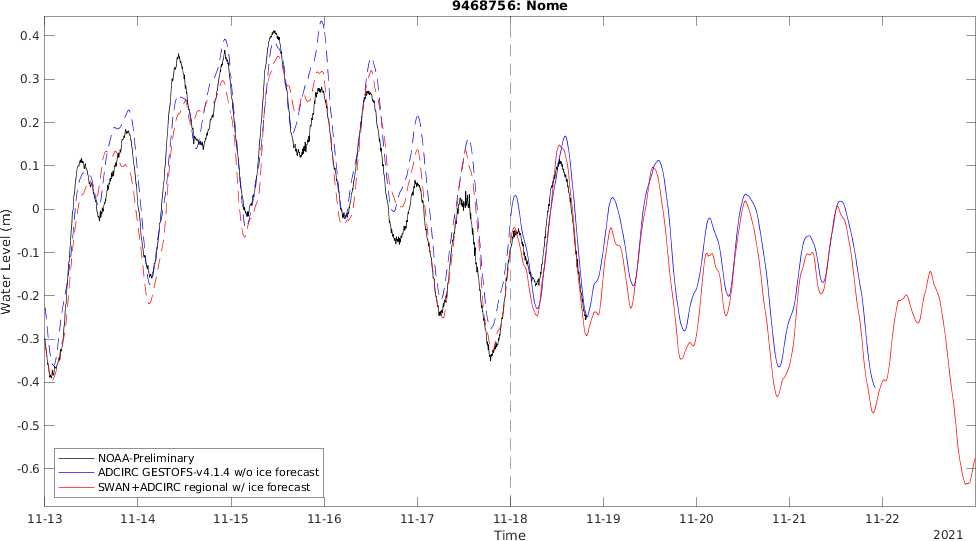 9468756: Nome
0.4
0.3
0.2
0.1
0
-0.1
-0.2
-0.3
-0.4
-0.5
-0.6
Water Level (m)
NOAA-Preliminary
ADCIRC GESTOFS-v4.1.4 w/o ice forecast
SWAN+ADCIRC regional w/ ice forecast
11-13 11-14 11-15 11-16 11-17 11-18 11-19 11-20 11-21 11-22
Time
2021